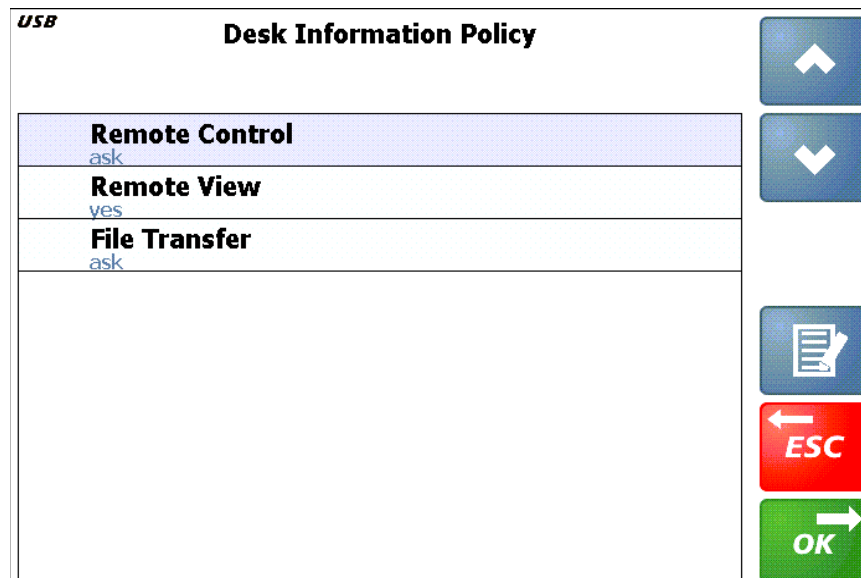 USB
Desk Information Policy
Remote Control
ask
Remote View
yes
File Transfer
ask
ESC
OK